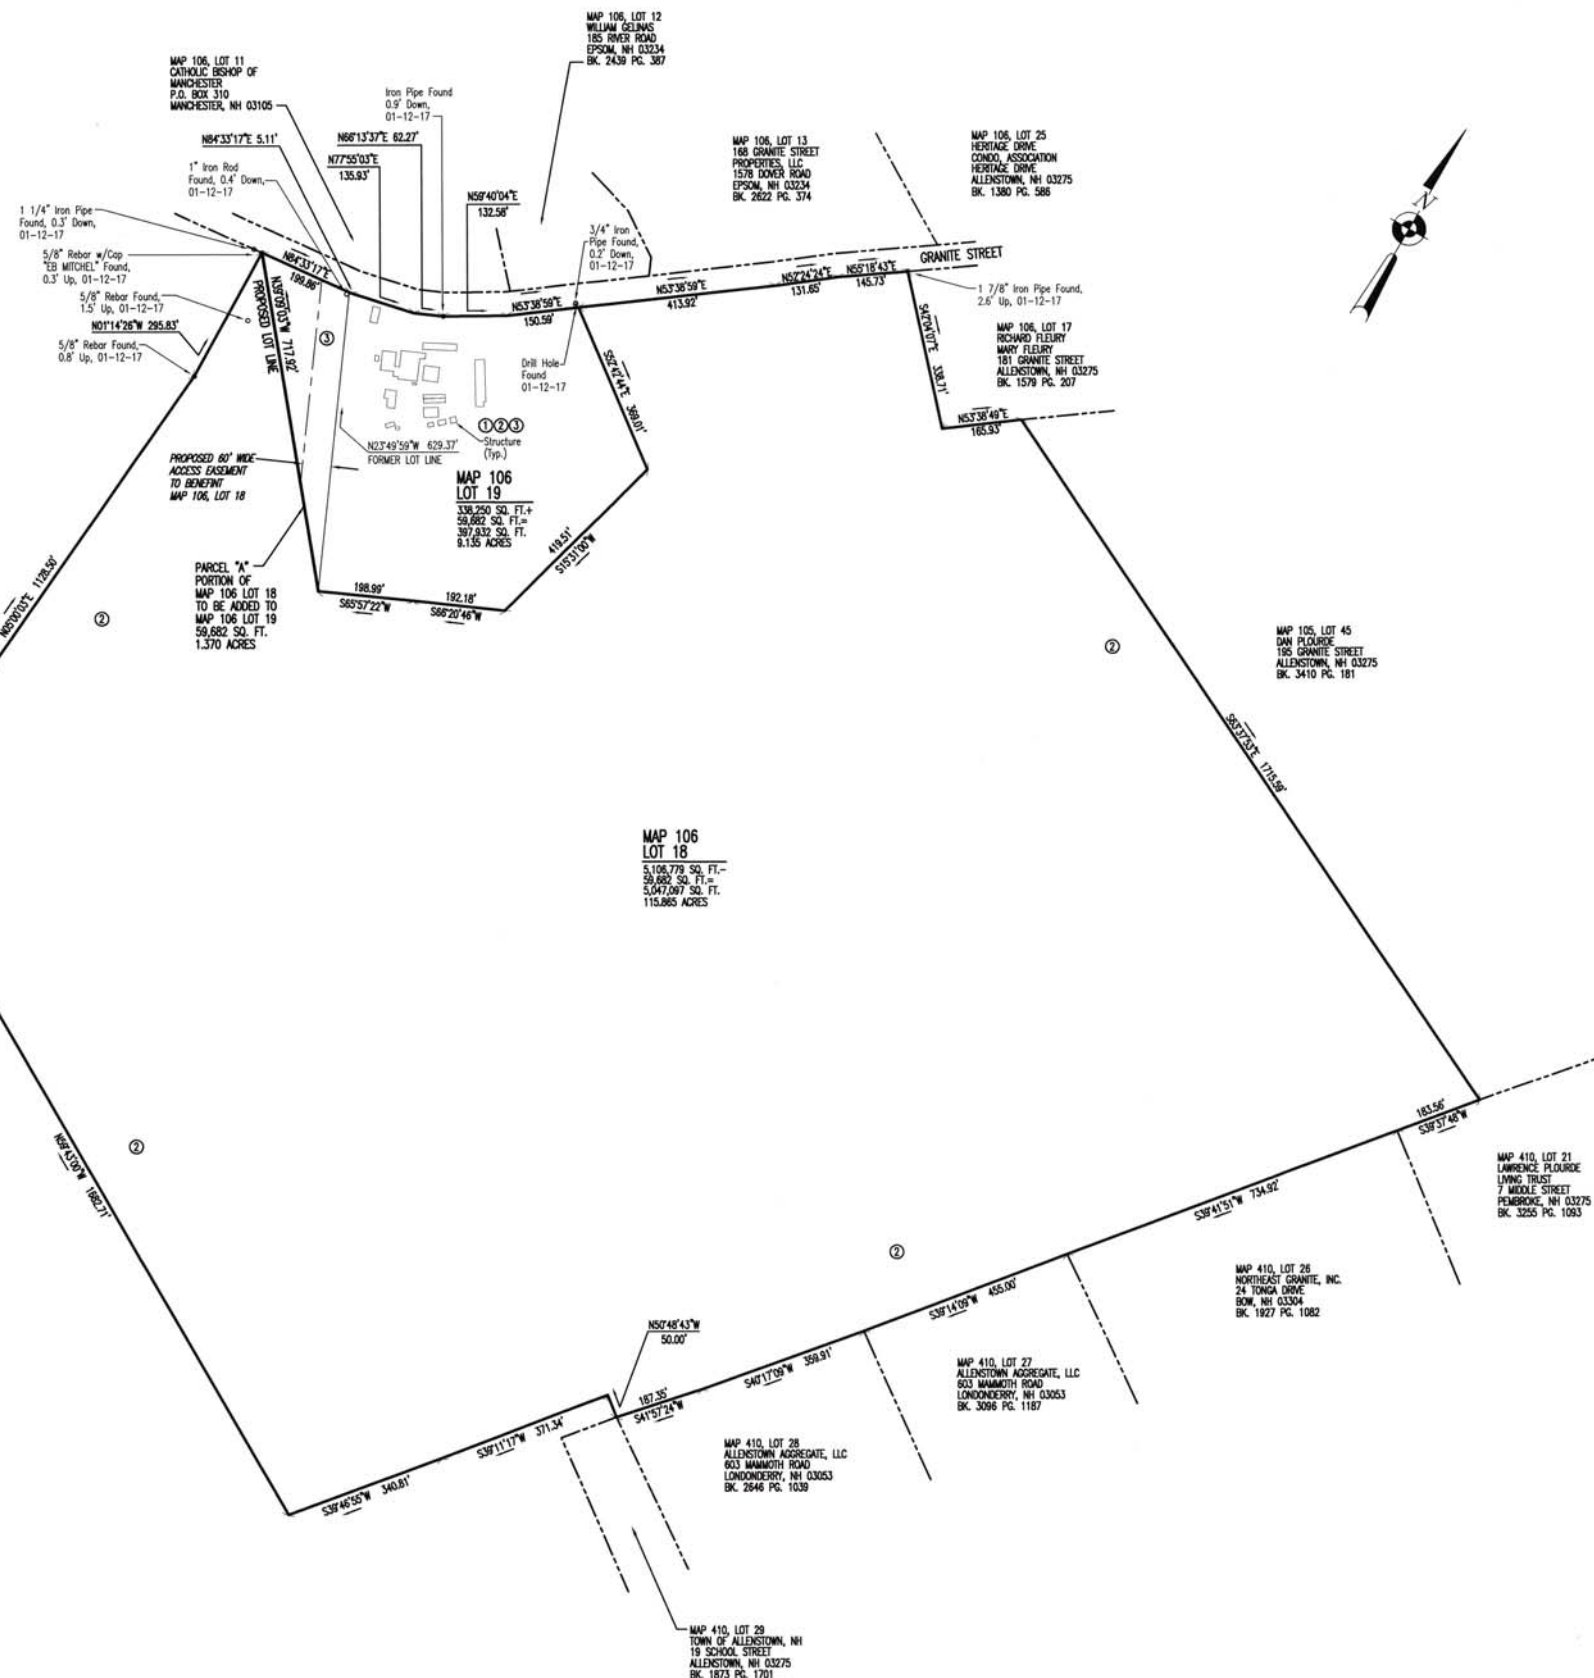 MAP 106, LOT 12
WILLIAM GELINAS
185 RIVER ROAD
EPSOM, NH 03234
BK. 2439 PG. 387
MAP 106, LOT 11
CATHOLIC BISHOP OF
MANCHESTER
P.O. BOX 310
MANCHESTER, NH 03105
Iron Pipe Found
0.9' Down,
01-12-17
N84°33'17"E 5.11'
N66°13'37"E 62.27'
N77°55'03"E
135.93'
1" Iron Rod
Found, 0.4' Down,
01-12-17
N59°40'04"E
132.58'
MAP 106, LOT 13
168 GRANITE STREET
PROPERTIES, LLC
1578 DOVER ROAD
EPSOM, NH 03234
BK. 2622 PG. 374
MAP 106, LOT 25
HERITAGE DRIVE
CONDO, ASSOCIATION
HERITAGE DRIVE
ALLENSTOWN, NH 03275
BK. 1380 PG. 586
N
1 1/4" Iron Pipe
Found, 0.3' Down,
01-12-17
5/8" Rebar w/Cap
"EB MITCHEL" Found,
0.3' Up, 01-12-17
5/8" Rebar Found,
1.5' Up, 01-12-17
N01°14'26"W 295.83'
5/8" Rebar Found,
0.8' Up, 01-12-17
3/4" Iron
Pipe Found,
0.2' Down,
01-12-17
GRANITE STREET
N84°33'17"E
199.86'
N39°09'03"W 717.92'
PROPOSED LOT LINE
3
N53°38'59"E
150.59'
N53°38'59"E
413.92'
N52°24'24"E
131.65'
N55°18'43"E
145.73'
1 7/8" Iron Pipe Found,
2.6' Up, 01-12-17
S42°04'07"E 338.71'
MAP 106, LOT 17
RICHARD FLEURY
MARY FLEURY
181 GRANITE STREET
ALLENSTOWN, NH 03275
BK. 1579 PG. 207
Drill Hole
Found
01-12-17
S52°42'44"E 369.01'
N53°38'49"E
165.93'
1 2 3
Structure
(Typ.)
N23°49'59"W 629.37'
FORMER LOT LINE
PROPOSED 60' WIDE
ACCESS EASEMENT
TO BENEFINT
MAP 106, LOT 18
MAP 106
LOT 19
338,250 SQ. FT.+
59,682 SQ. FT.=
397,932 SQ. FT.
9.135 ACRES
419.51'
S15°31'00"W
PARCEL "A"
PORTION OF
MAP 106 LOT 18
TO BE ADDED TO
MAP 106 LOT 19
59,682 SQ. FT.
1.370 ACRES
198.99'
S65°57'22"W
192.18'
S66°20'46"W
N05°00'03"E 1128.50'
2
2
MAP 105, LOT 45
DAN PLOURDE
195 GRANITE STREET
ALLENSTOWN, NH 03275
BK. 3410 PG. 181
S63°37'53"E 1715.59'
MAP 106
LOT 18
5,106,779 SQ. FT.-
59,682 SQ. FT.=
5,047,097 SQ. FT.
115.865 ACRES
N59°43'00"W 1682.71'
2
183.56'
S39°37'48"W
MAP 410, LOT 21
LAWRENCE PLOURDE
LIVING TRUST
7 MIDDLE STREET
PEMBROKE, NH 03275
BK. 3255 PG. 1093
S39°41'51"W 734.92'
2
MAP 410, LOT 26
NORTHEAST GRANITE, INC.
24 TONGA DRIVE
BOW, NH 03304
BK. 1927 PG. 1082
S39°14'09"W 455.00'
N50°48'43"W
50.00'
S40°17'09"W 359.91'
MAP 410, LOT 27
ALLENSTOWN AGGREGATE, LLC
603 MAMMOTH ROAD
LONDONDERRY, NH 03053
BK. 3096 PG. 1187
187.35'
S41°57'24"W
S39°11'17"W 371.34'
MAP 410, LOT 28
ALLENSTOWN AGGREGATE, LLC
603 MAMMOTH ROAD
LONDONDERRY, NH 03053
BK. 2646 PG. 1039
S39°46'55"W 340.81'
MAP 410, LOT 29
TOWN OF ALLENSTOWN, NH
19 SCHOOL STREET
ALLENSTOWN, NH 03275
BK. 1873 PG. 1701